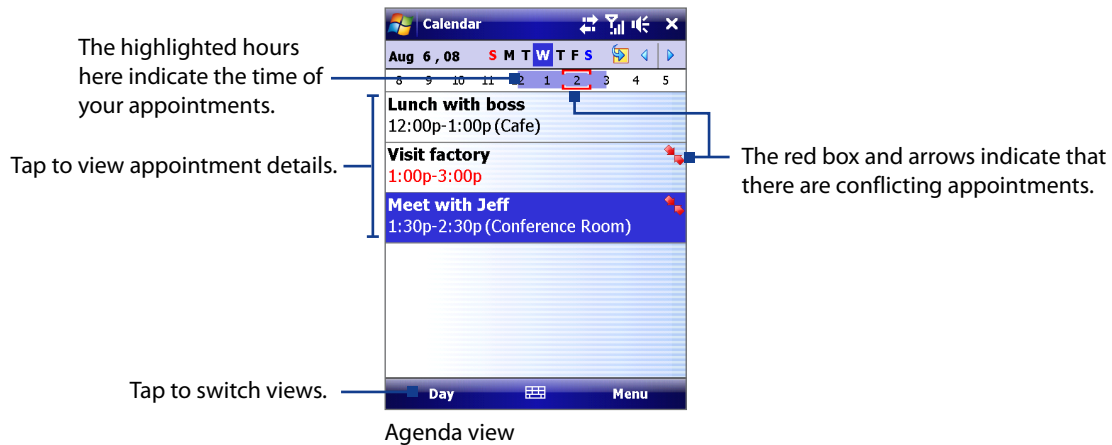 Calendar
Aug 6 , 08 S M T W T F S
8 9 10 11 12 1 2 3 4 5
Lunch with boss
12:00p-1:00p (Cafe)
Visit factory
1:00p-3:00p
Meet with Jeff
1:30p-2:30p (Conference Room)
Day Menu
The highlighted hours
here indicate the time of
your appointments.
Tap to view appointment details.
Tap to switch views.
The red box and arrows indicate that
there are conflicting appointments.
Agenda view